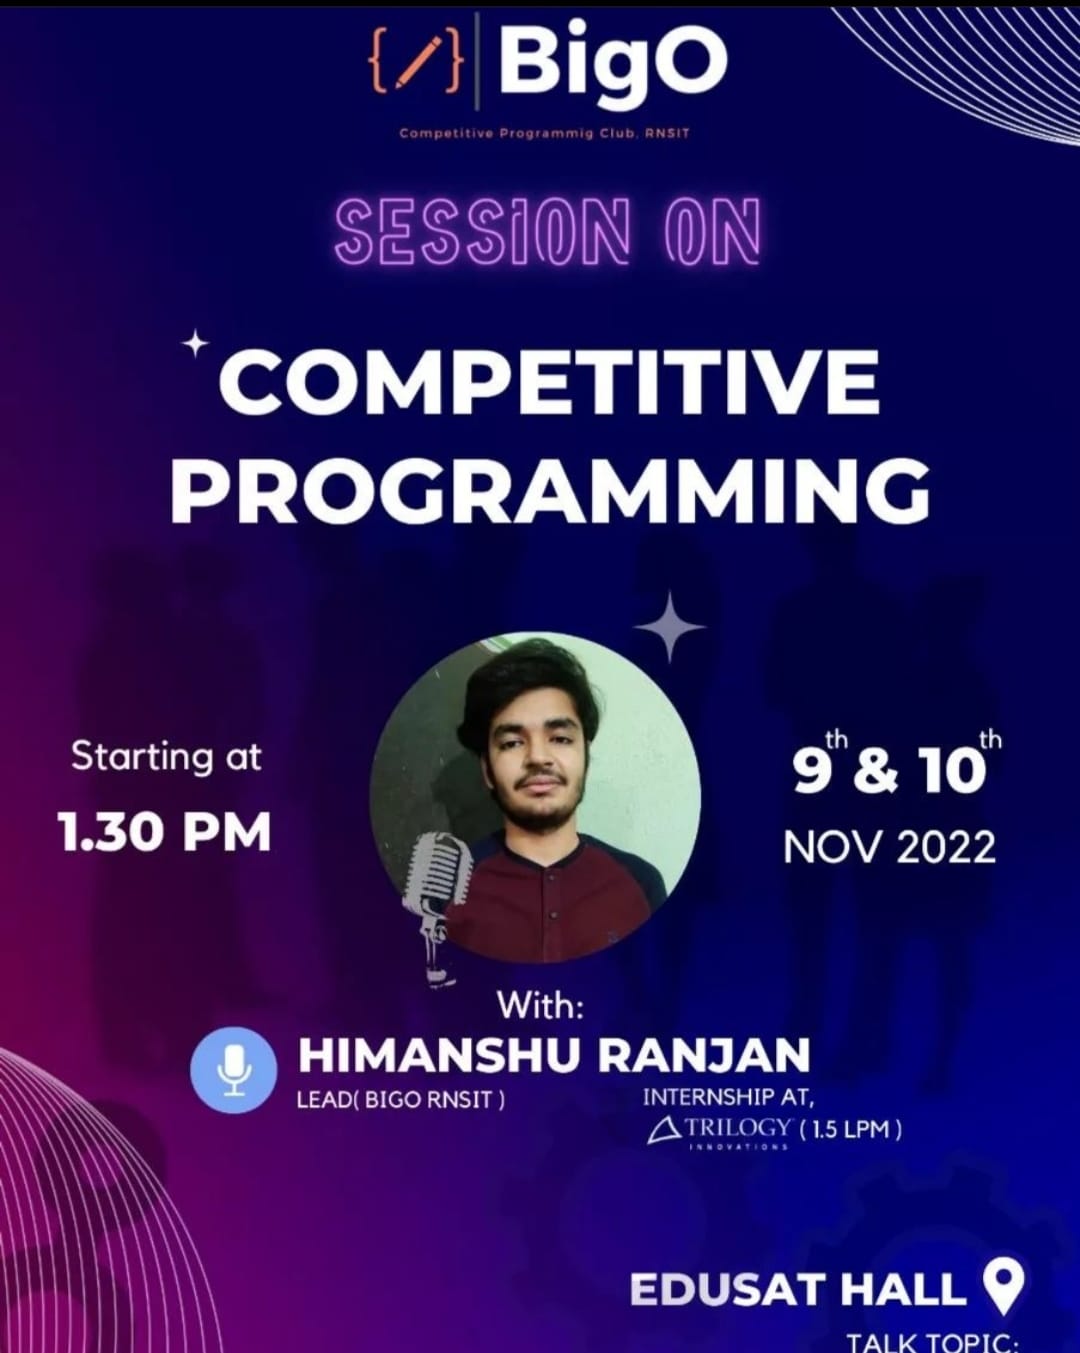 {/} BigO
Competitive Programmig Club. RNSIT
SESSION ON
COMPETITIVE
PROGRAMMING
Starting at
1.30 PM
9th & 10th
NOV 2022
With:
HIMANSHU RANJAN
LEAD( BIGO RNSIT )
INTERNSHIP AT,
TRILOGY ( 1.5 LPM )
INNOVATIONS
EDUSAT HALL
TALK TOPIC: